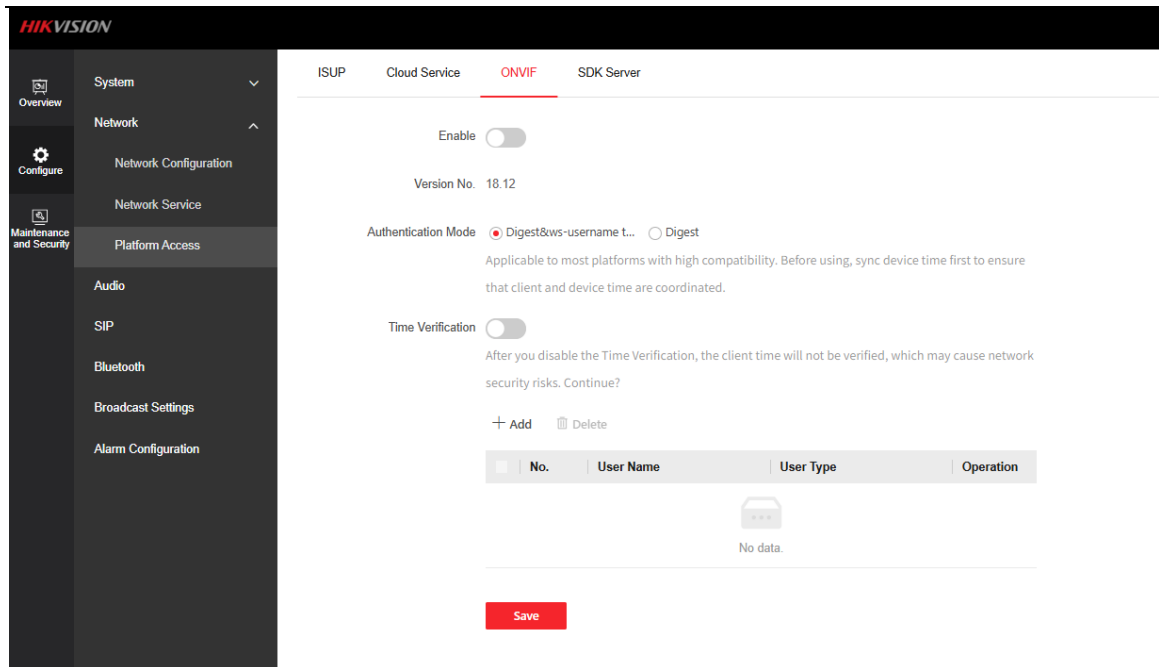 HIKVISION
ISUP Cloud Service ONVIF SDK Server
Overview
Configure
Maintenance
and Security
System
Network
Network Configuration
Network Service
Platform Access
Audio
SIP
Bluetooth
Broadcast Settings
Alarm Configuration
Enable
Version No. 18.12
Authentication Mode Digest&ws-username t... Digest
Applicable to most platforms with high compatibility. Before using, sync device time first to ensure
that client and device time are coordinated.
Time Verification
After you disable the Time Verification, the client time will not be verified, which may cause network
security risks. Continue?
+ Add Delete
No. User Name User Type Operation
No data.
Save